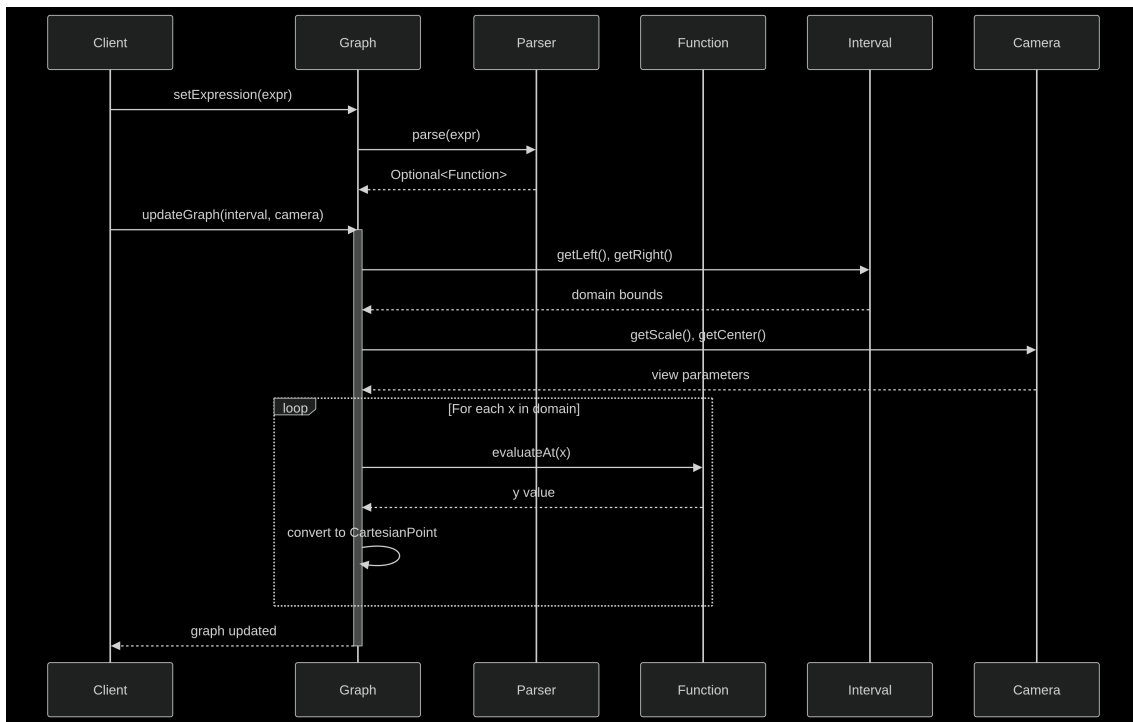 Client
Graph
Parser
Function
Interval
Camera
setExpression(expr)
parse(expr)
Optional<Function>
updateGraph(interval, camera)
getLeft(), getRight()
domain bounds
getScale(), getCenter()
view parameters
loop
[For each x in domain]
evaluateAt(x)
y value
convert to CartesianPoint
graph updated
Client
Graph
Parser
Function
Interval
Camera